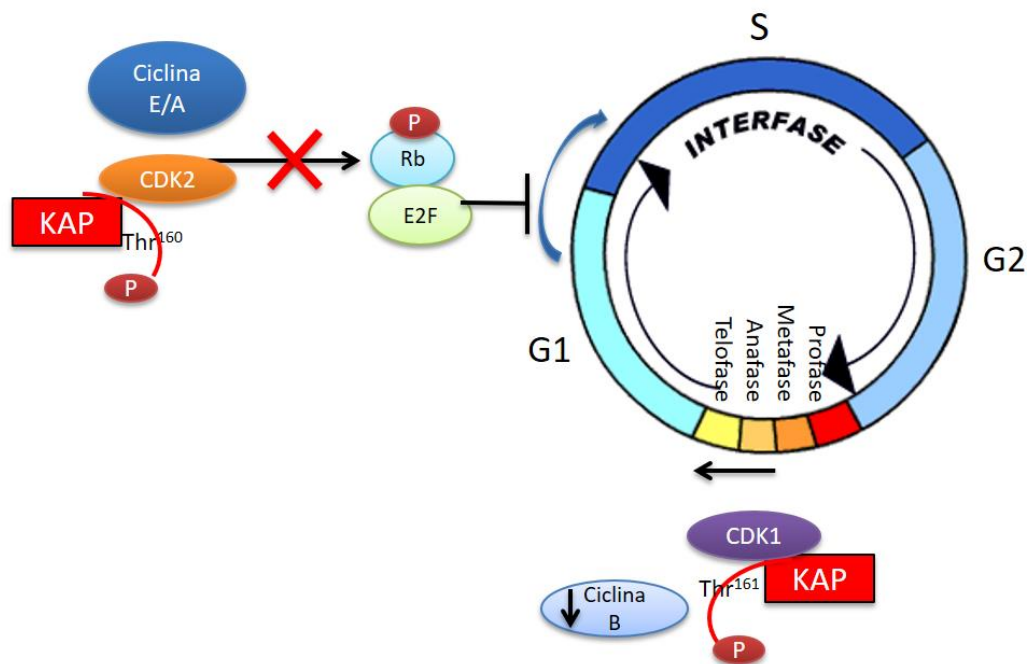 S
Ciclina
E/A
INTERFASE
P
Rb
CDK2
KAP
Thr160
E2F
P
G2
G1
Telofase
Anafase
Metafase
Profase
CDK1
Thr161
KAP
Ciclina
B
P